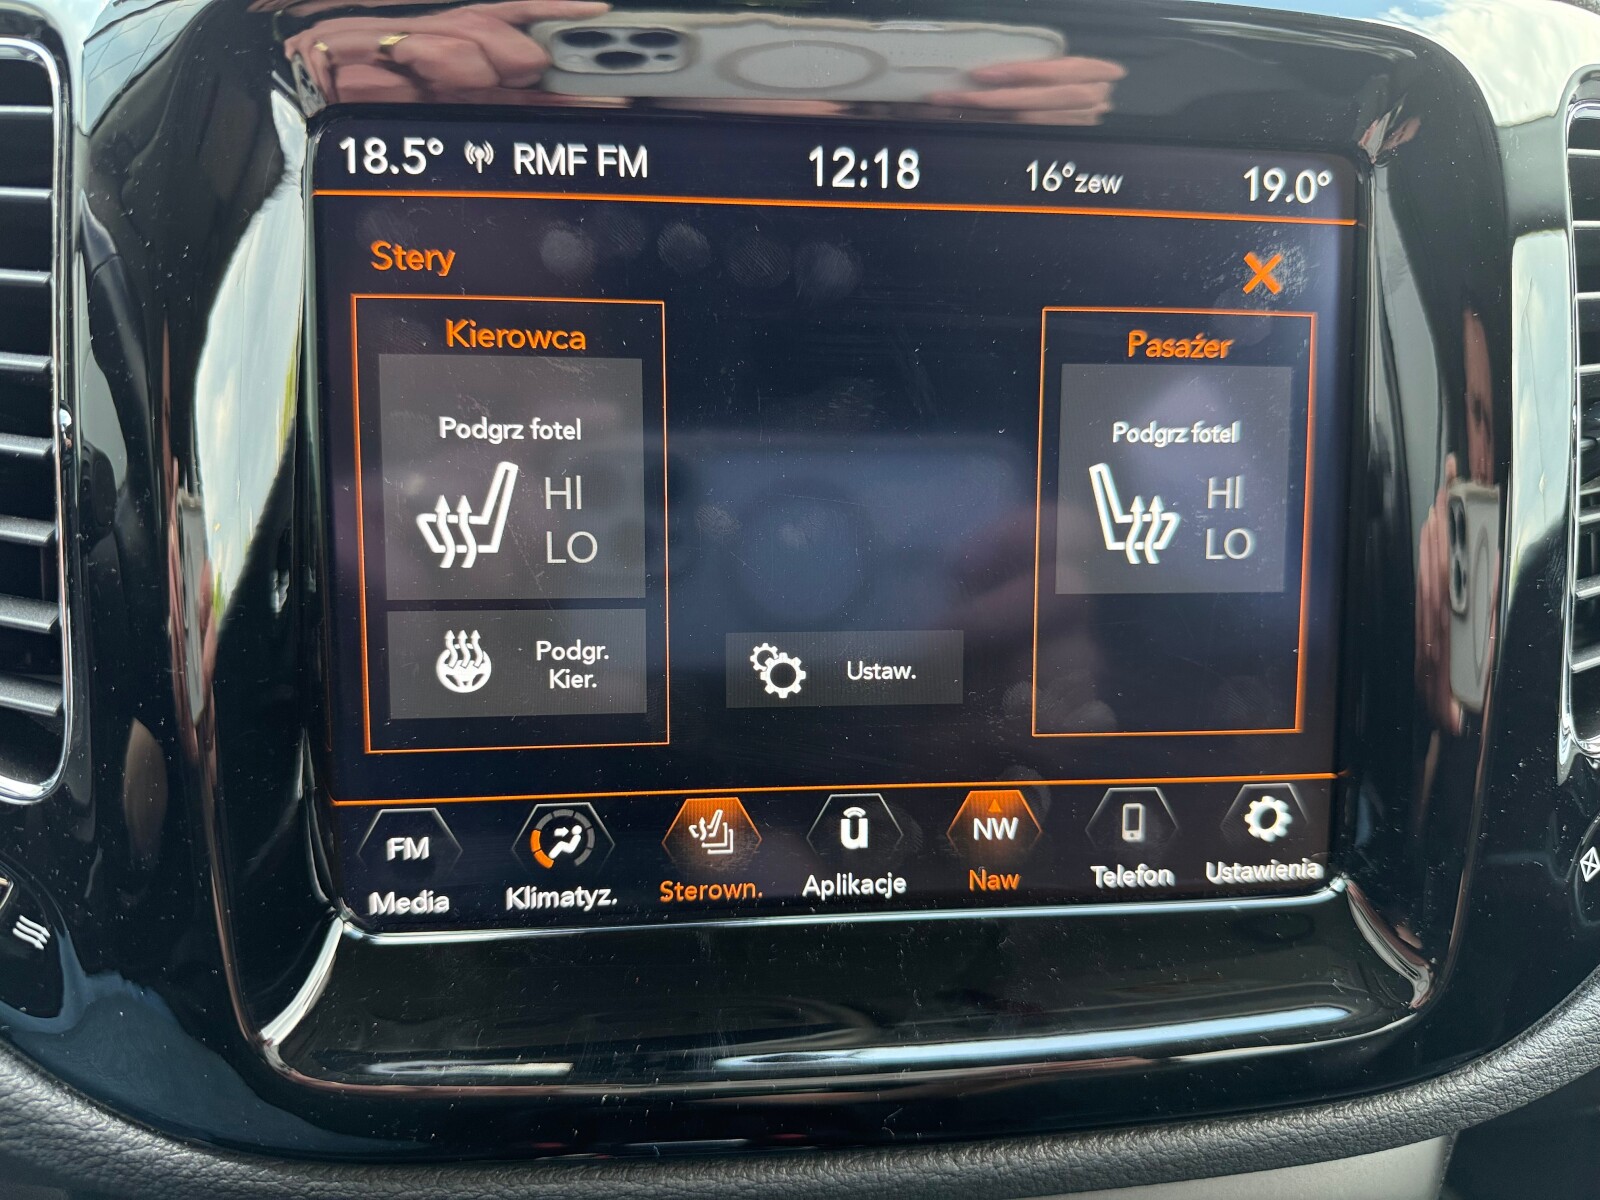 18.5° RMF FM 12:18 16°zew 19.0°
Stery
Kierowca
Pasażer
Podgrz fotel
HI
LO
Podgrz fotel
HI
LO
Podgr.
Kier.
Ustaw.
FM
Media
Klimatyz.
Sterown.
u
Aplikacje
NW
Naw
Telefon
Ustawienia